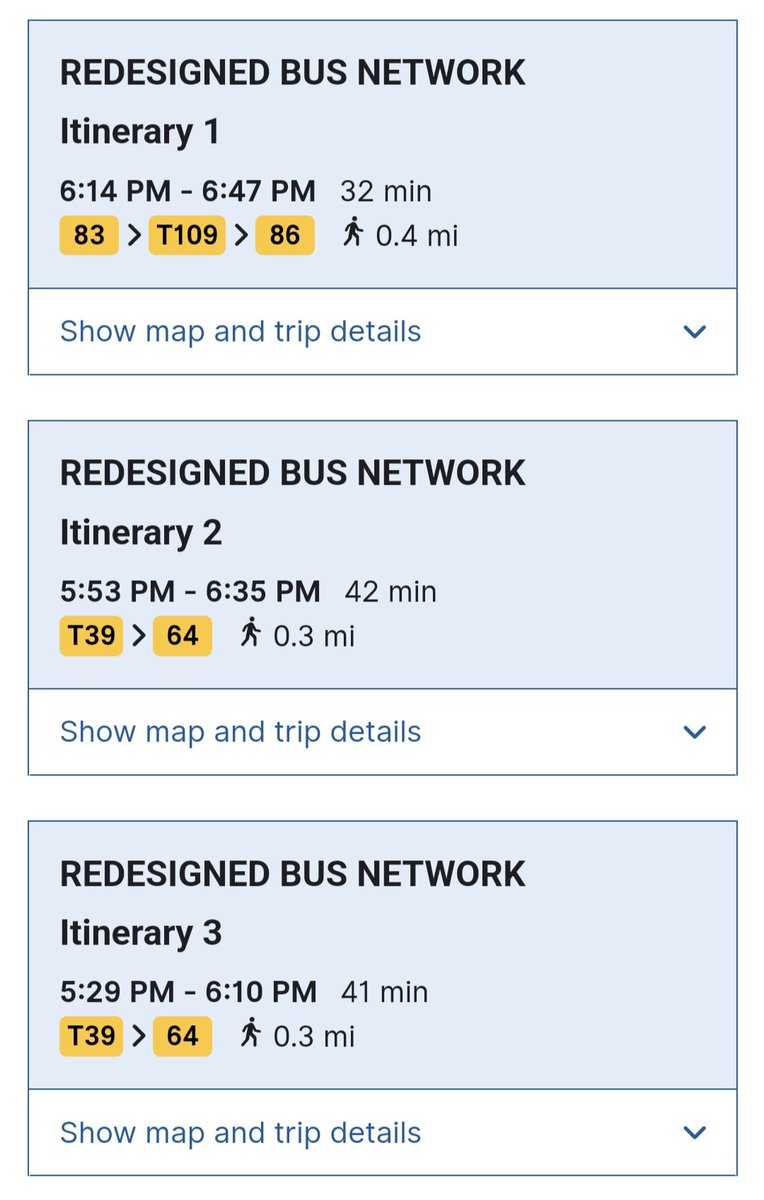 REDESIGNED BUS NETWORK
Itinerary 1
6:14 PM - 6:47 PM 32 min
83 > T109 > 86 0.4 mi
Show map and trip details
REDESIGNED BUS NETWORK
Itinerary 2
5:53 PM - 6:35 PM 42 min
T39 > 64 0.3 mi
Show map and trip details
REDESIGNED BUS NETWORK
Itinerary 3
5:29 PM - 6:10 PM 41 min
T39 > 64 0.3 mi
Show map and trip details